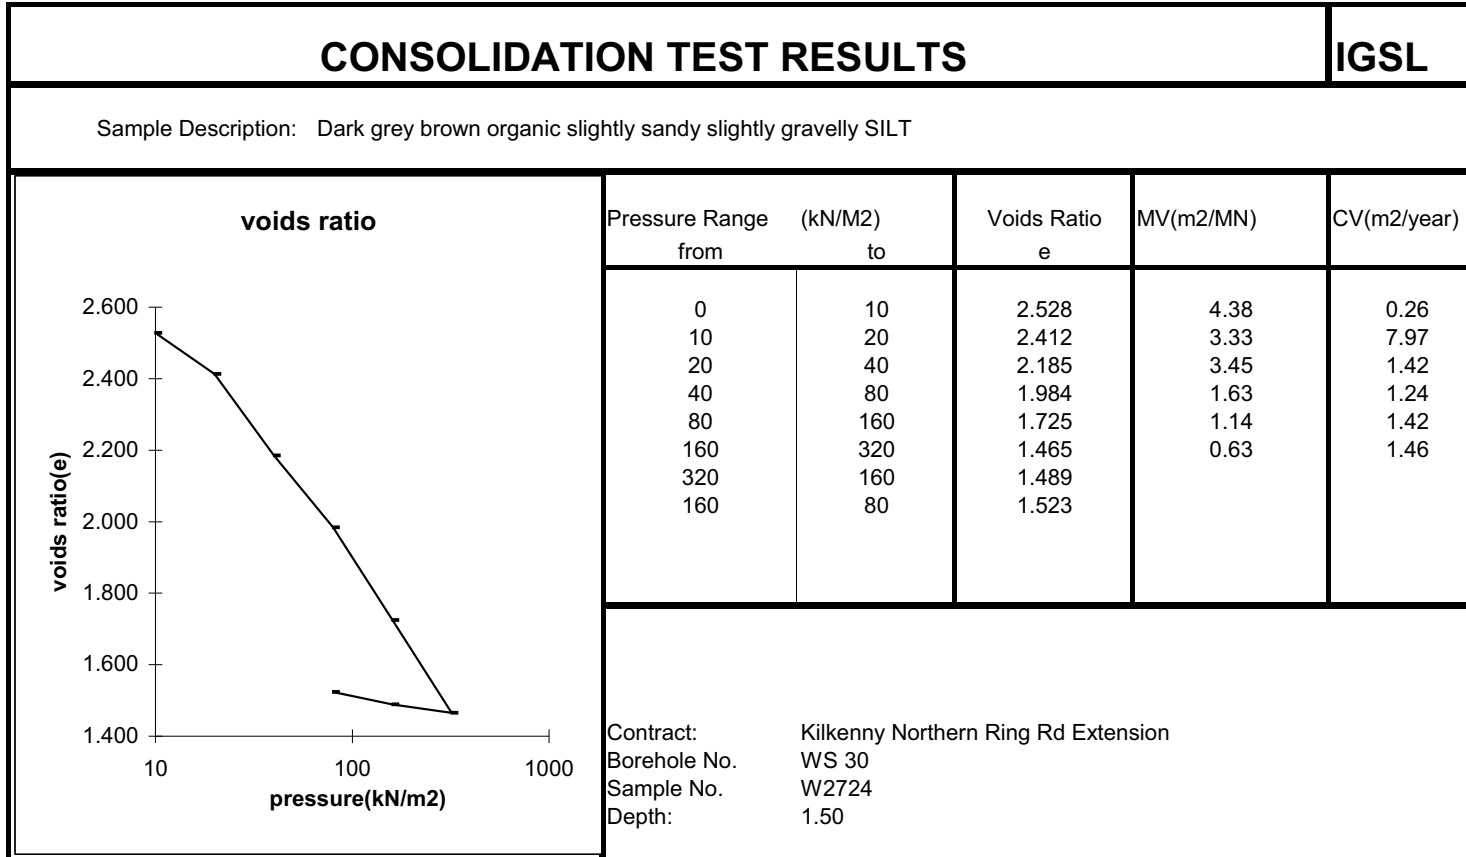 CONSOLIDATION TEST RESULTS IGSL
Sample Description: Dark grey brown organic slightly sandy slightly gravelly SILT
voids ratio
2.600
2.400
2.200
2.000
1.800
1.600
1.400
voids ratio(e)
10 100 1000
pressure(kN/m2)
Pressure Range (kN/M2) Voids Ratio MV(m2/MN) CV(m2/year)
from to e
0 10 2.528 4.38 0.26
10 20 2.412 3.33 7.97
20 40 2.185 3.45 1.42
40 80 1.984 1.63 1.24
80 160 1.725 1.14 1.42
160 320 1.465 0.63 1.46
320 160 1.489
160 80 1.523
Contract: Kilkenny Northern Ring Rd Extension
Borehole No. WS 30
Sample No. W2724
Depth: 1.50